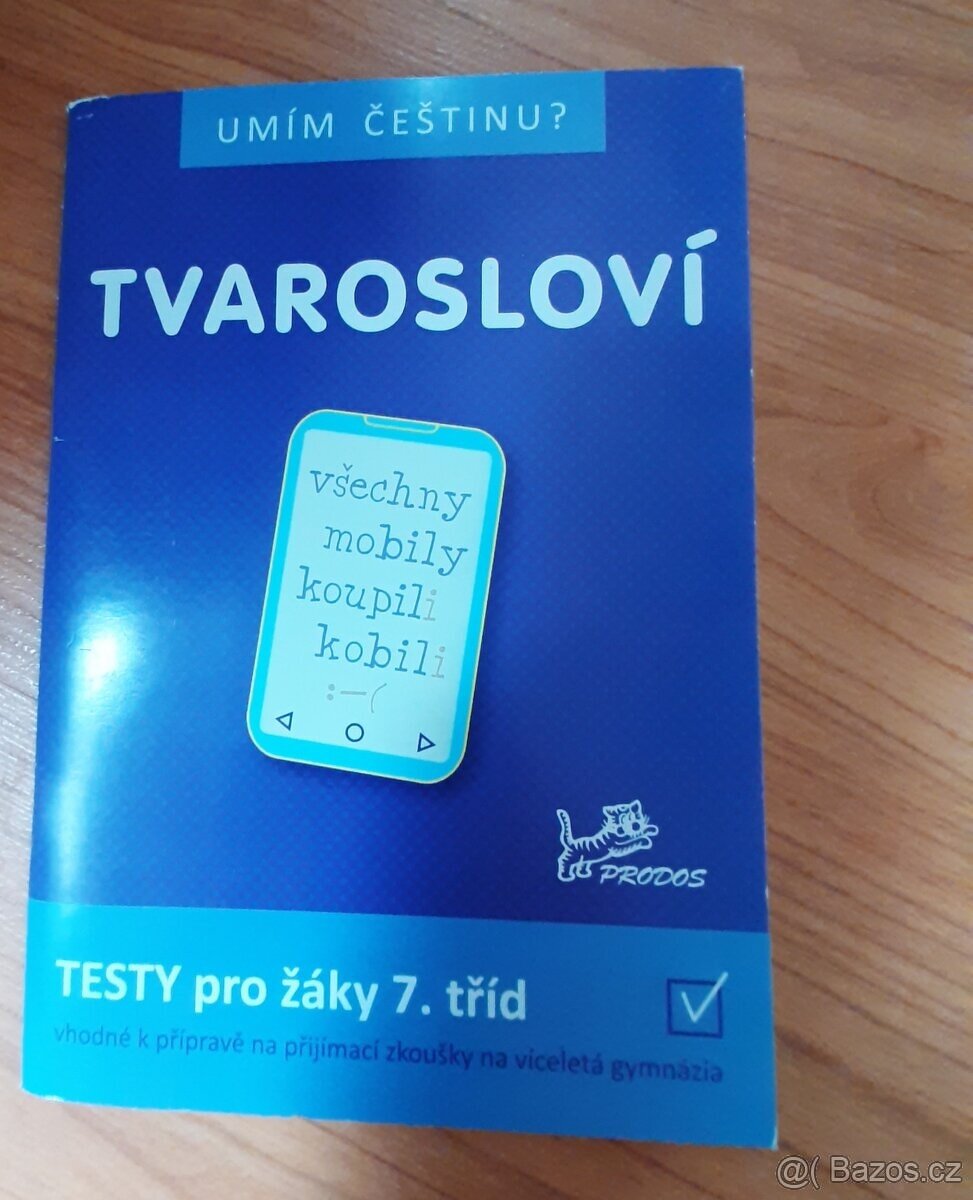 UMÍM ČEŠTINU?
TVAROSLOVÍ
všechny
mobily
koupili
kobili
:—(
PRODOS
TESTY pro žáky 7. tříd
vhodné k přípravě na přijímací zkoušky na víceletá gymnázia
@( Bazos.cz